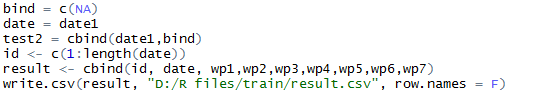 bind = c(NA)
date = date1
test2 = cbind(date1,bind)
id <- c(1:length(date))
result <- cbind(id, date, wp1,wp2,wp3,wp4,wp5,wp6,wp7)
write.csv(result, "D:/R files/train/result.csv", row.names = F)